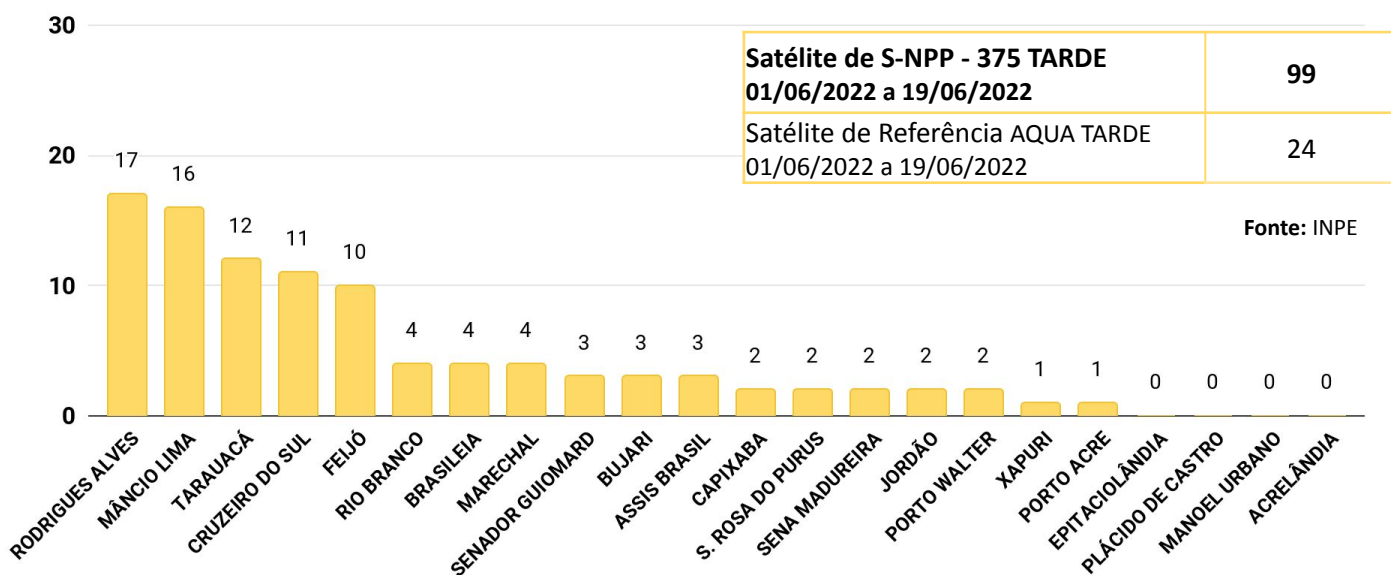 30
Satélite de S-NPP - 375 TARDE
01/06/2022 a 19/06/2022
99
Satélite de Referência AQUA TARDE
01/06/2022 a 19/06/2022
24
Fonte: INPE
20
10
0
17
16
12
11
10
4
4
4
3
3
3
2
2
2
2
2
1
1
0
0
0
0
RODRIGUES ALVES
MÂNCIO LIMA
TARAUACÁ
CRUZEIRO DO SUL
FEIJÓ
RIO BRANCO
BRASILEIA
MARECHAL
SENADOR GUIOMARD
BUJARI
ASSIS BRASIL
CAPIXABA
S. ROSA DO PURUS
SENA MADUREIRA
JORDÃO
PORTO WALTER
XAPURI
PORTO ACRE
EPITACIOLÂNDIA
PLÁCIDO DE CASTRO
MANOEL URBANO
ACRELÂNDIA